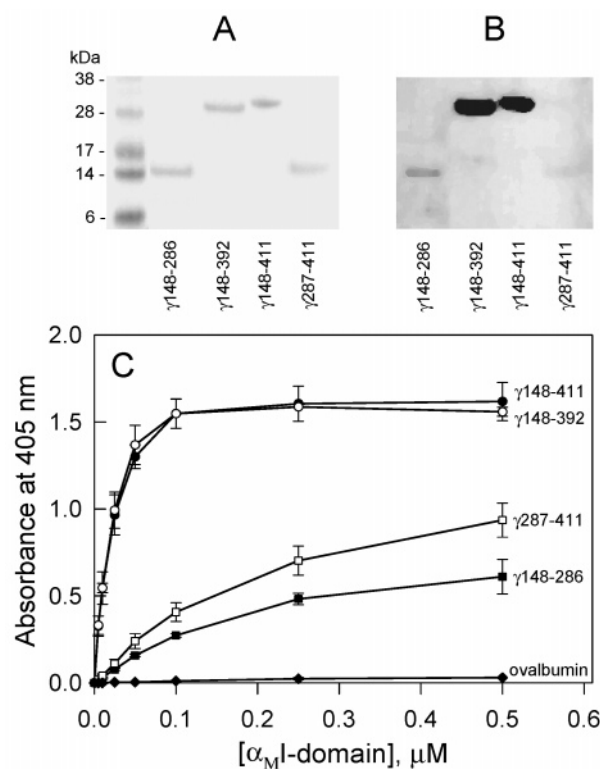 A
B
kDa
38 -
28 -
17 -
14 -
6 -
γ148-286
γ148-392
γ148-411
γ287-411
γ148-286
γ148-392
γ148-411
γ287-411
C
2.0
1.5
1.0
0.5
0.0
Absorbance at 405 nm
γ148-411
γ148-392
γ287-411
γ148-286
ovalbumin
0.0 0.1 0.2 0.3 0.4 0.5 0.6
[αMI-domain], μM